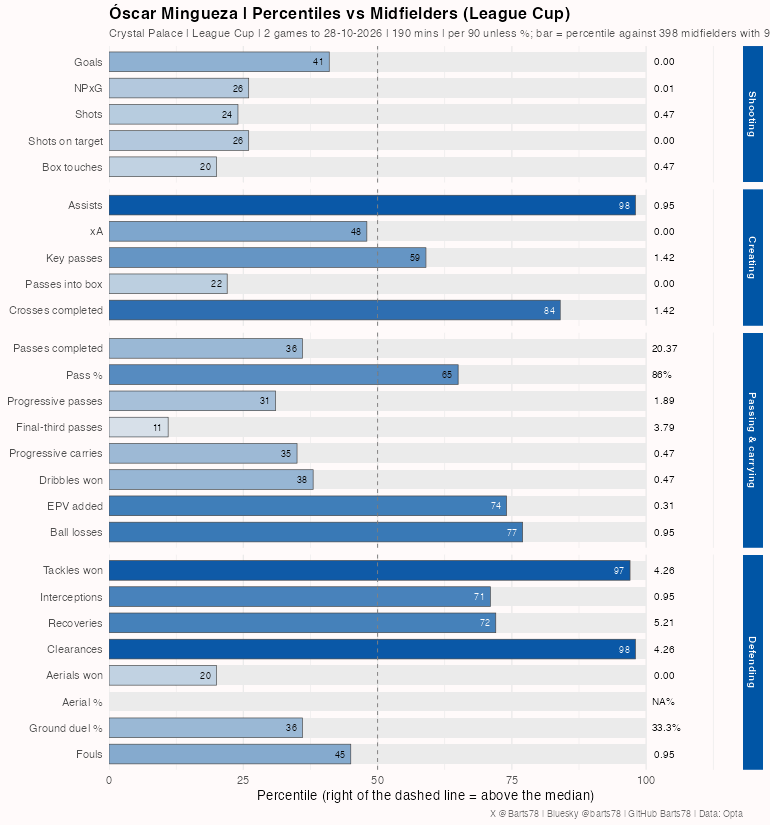 Óscar Mingueza | Percentiles vs Midfielders (League Cup)
Crystal Palace | League Cup | 2 games to 28-10-2026 | 190 mins | per 90 unless %; bar = percentile against 398 midfielders with 9
Goals 41 0.00
NPxG 26 0.01
Shots 24 0.47
Shots on target 26 0.00
Box touches 20 0.47
Shooting
Assists 98 0.95
xA 48 0.00
Key passes 59 1.42
Passes into box 22 0.00
Crosses completed 84 1.42
Creating
Passes completed 36 20.37
Pass % 65 86%
Progressive passes 31 1.89
Final-third passes 11 3.79
Progressive carries 35 0.47
Dribbles won 38 0.47
EPV added 74 0.31
Ball losses 77 0.95
Passing & carrying
Tackles won 97 4.26
Interceptions 71 0.95
Recoveries 72 5.21
Clearances 98 4.26
Aerials won 20 0.00
Aerial % NA%
Ground duel % 36 33.3%
Fouls 45 0.95
Defending
0 25 50 75 100
Percentile (right of the dashed line = above the median)
X @Barts78 | Bluesky @barts78 | GitHub Barts78 | Data: Opta